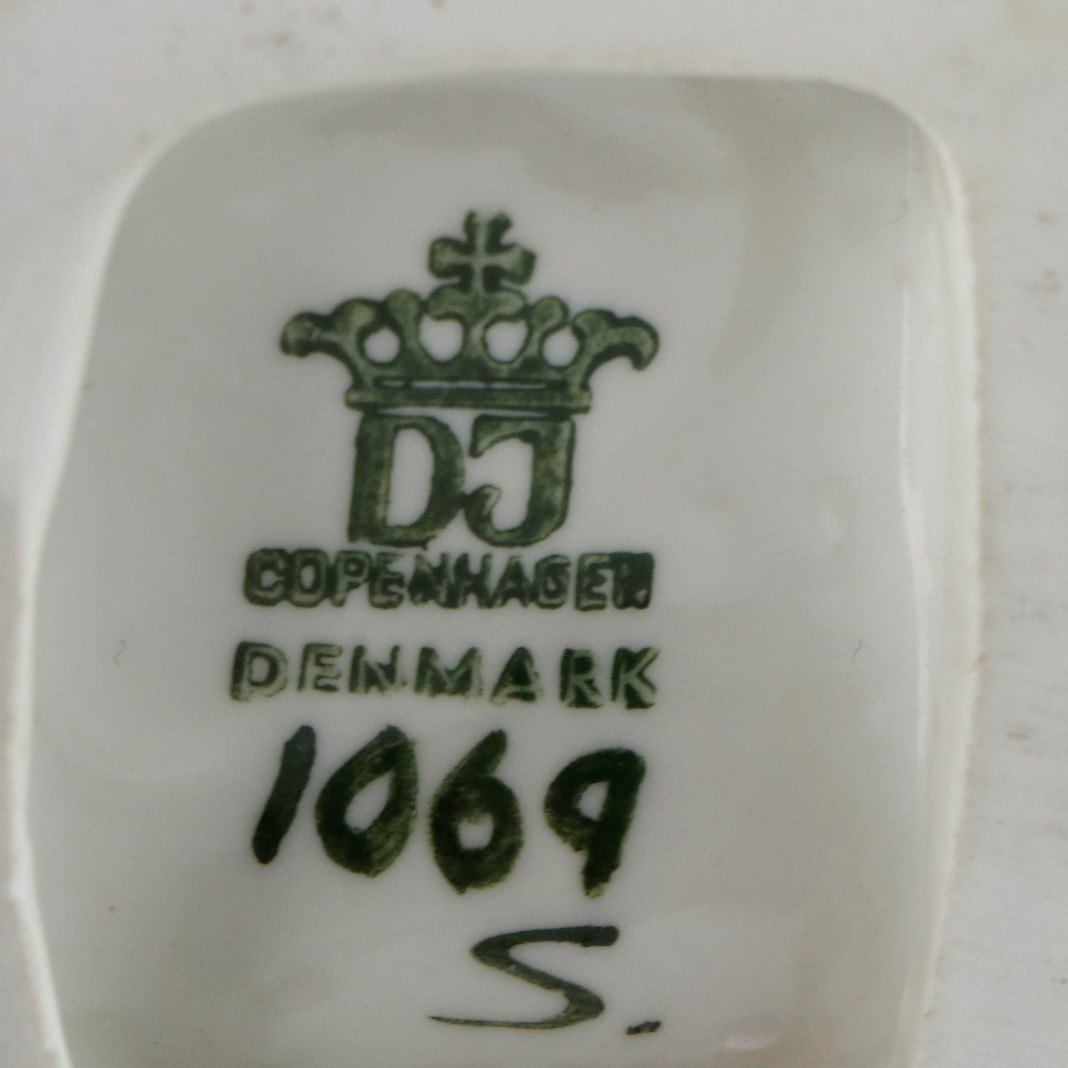 DJ
COPENHAGEN
DENMARK
1069
S.